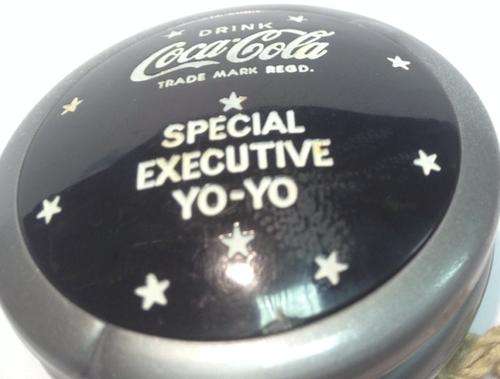 DRINK
Coca-Cola
TRADE MARK REGD.
SPECIAL
EXECUTIVE
YO-YO